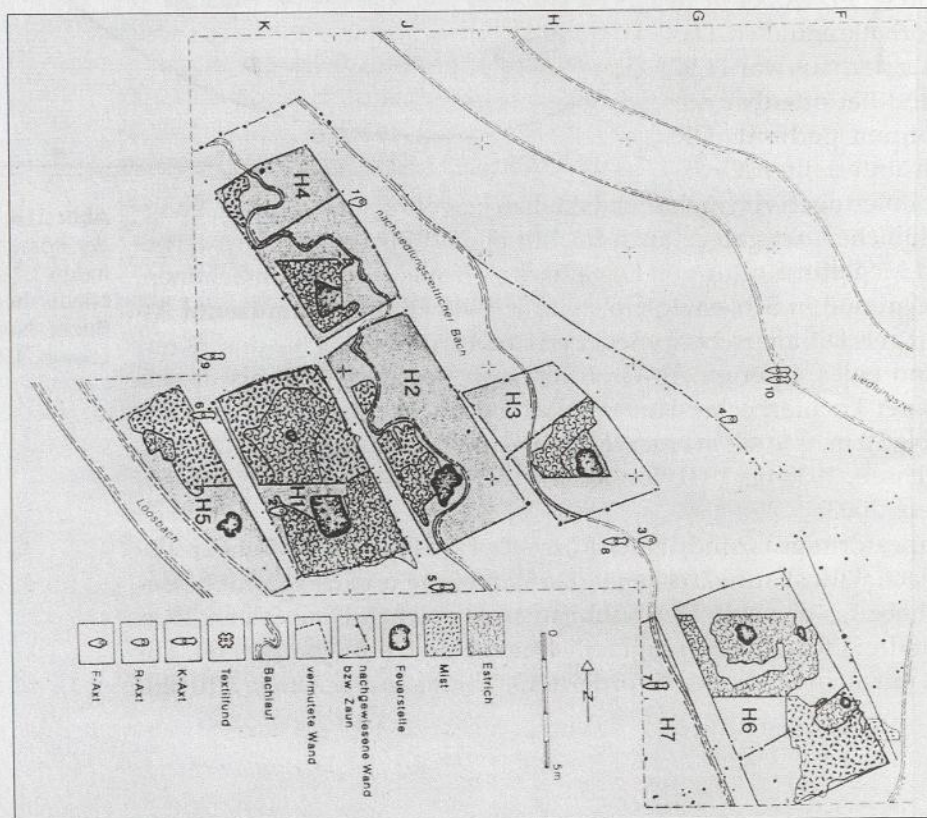 K
J
H
G
F
H4
1
nachsiedlungszeitlicher Bach
H2
H3
9
6
10
4
H1
2
H5
Loosbach
5
8
3
7
H6
H7
N
0
5m
Estrich
Mist
Feuerstelle
nachgewiesene Wand
bzw. Zaun
vermutete Wand
Bachlauf
Textilfund
K-Axt
R-Axt
F-Axt